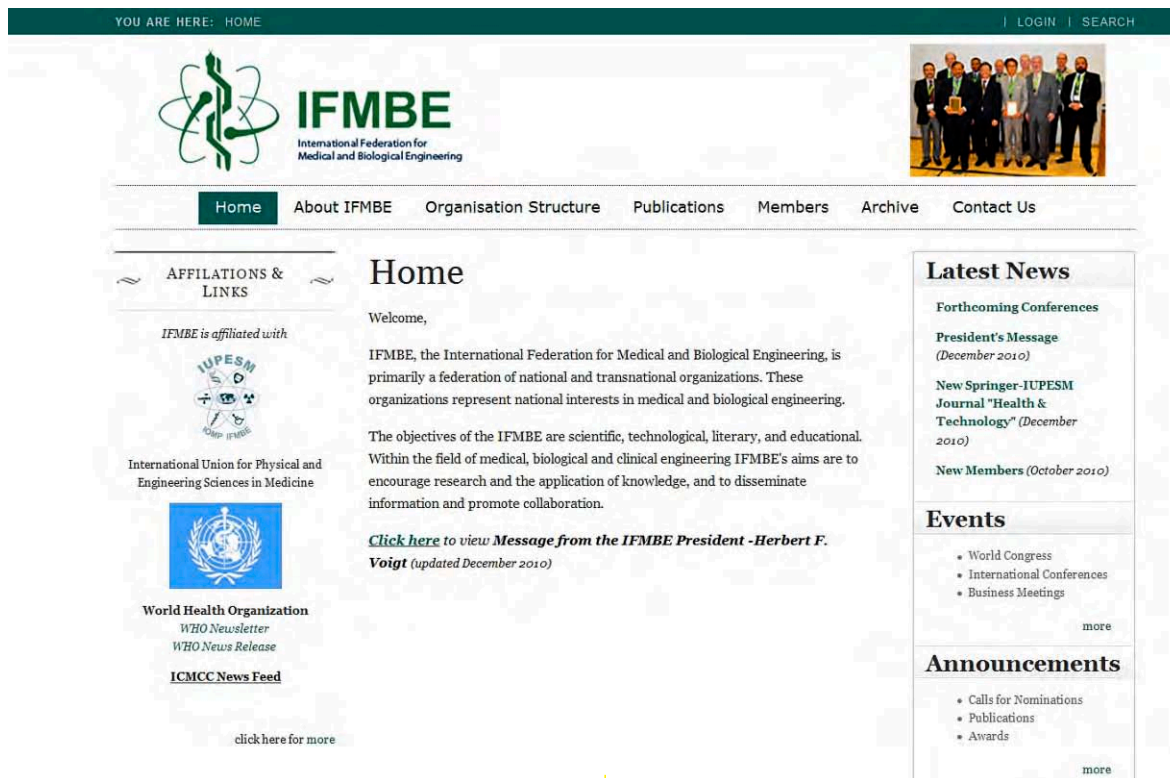 YOU ARE HERE: HOME
| LOGIN | SEARCH
IFMBE
International Federation for
Medical and Biological Engineering
Home About IFMBE Organisation Structure Publications Members Archive Contact Us
AFFILATIONS &
LINKS
IFMBE is affiliated with
IUPESM
IOMP IFMBE
International Union for Physical and
Engineering Sciences in Medicine
World Health Organization
WHO Newsletter
WHO News Release
ICMCC News Feed
click here for more
Home
Welcome,
IFMBE, the International Federation for Medical and Biological Engineering, is
primarily a federation of national and transnational organizations. These
organizations represent national interests in medical and biological engineering.
The objectives of the IFMBE are scientific, technological, literary, and educational.
Within the field of medical, biological and clinical engineering IFMBE's aims are to
encourage research and the application of knowledge, and to disseminate
information and promote collaboration.
Click here to view Message from the IFMBE President -Herbert F.
Voigt (updated December 2010)
Latest News
Forthcoming Conferences
President's Message
(December 2010)
New Springer-IUPESM
Journal "Health &
Technology" (December
2010)
New Members (October 2010)
Events
• World Congress
• International Conferences
• Business Meetings
more
Announcements
• Calls for Nominations
• Publications
• Awards
more